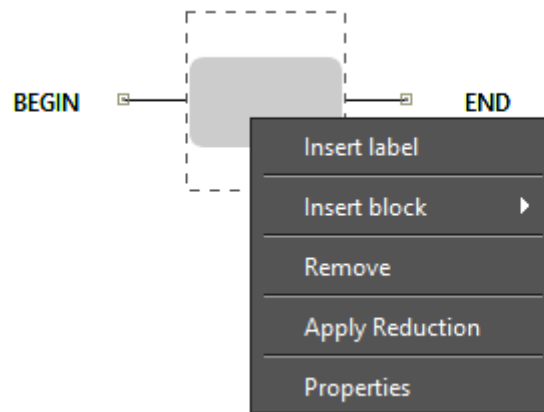 BEGIN
END
Insert label
Insert block
Remove
Apply Reduction
Properties